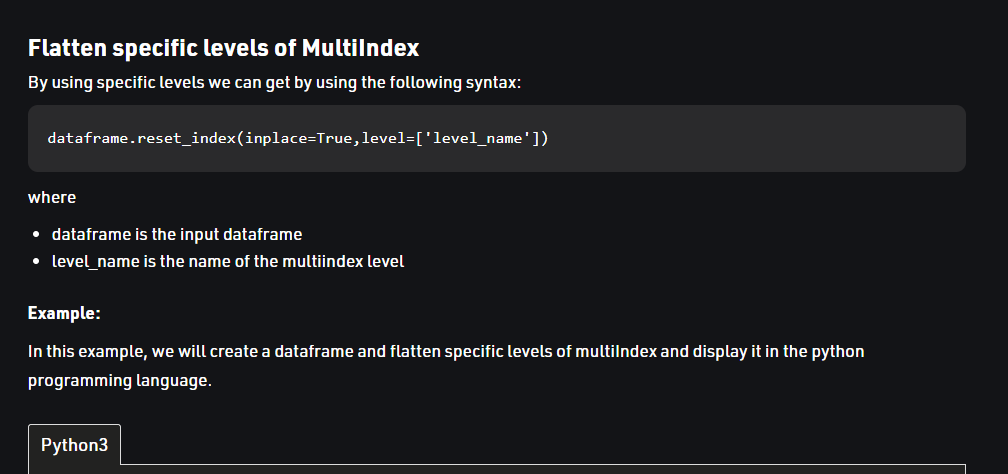 Flatten specific levels of MultiIndex
By using specific levels we can get by using the following syntax:
dataframe.reset_index(inplace=True,level=['level_name'])
where
• dataframe is the input dataframe
• level_name is the name of the multiindex level
Example:
In this example, we will create a dataframe and flatten specific levels of multiIndex and display it in the python
programming language.
Python3